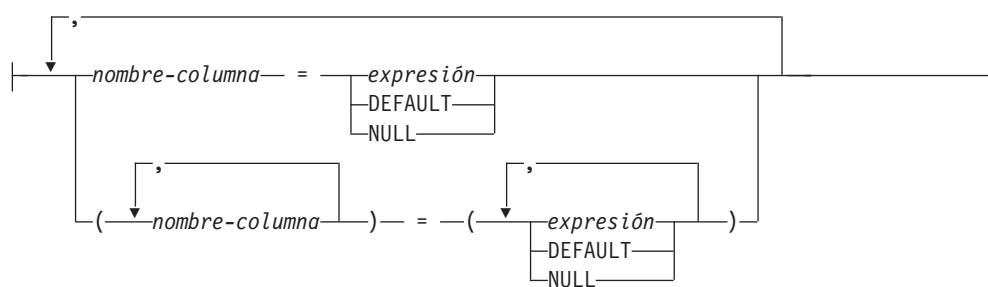 ,
nombre-columna = expresión
DEFAULT
NULL
, ,
( nombre-columna ) = ( expresión )
DEFAULT
NULL